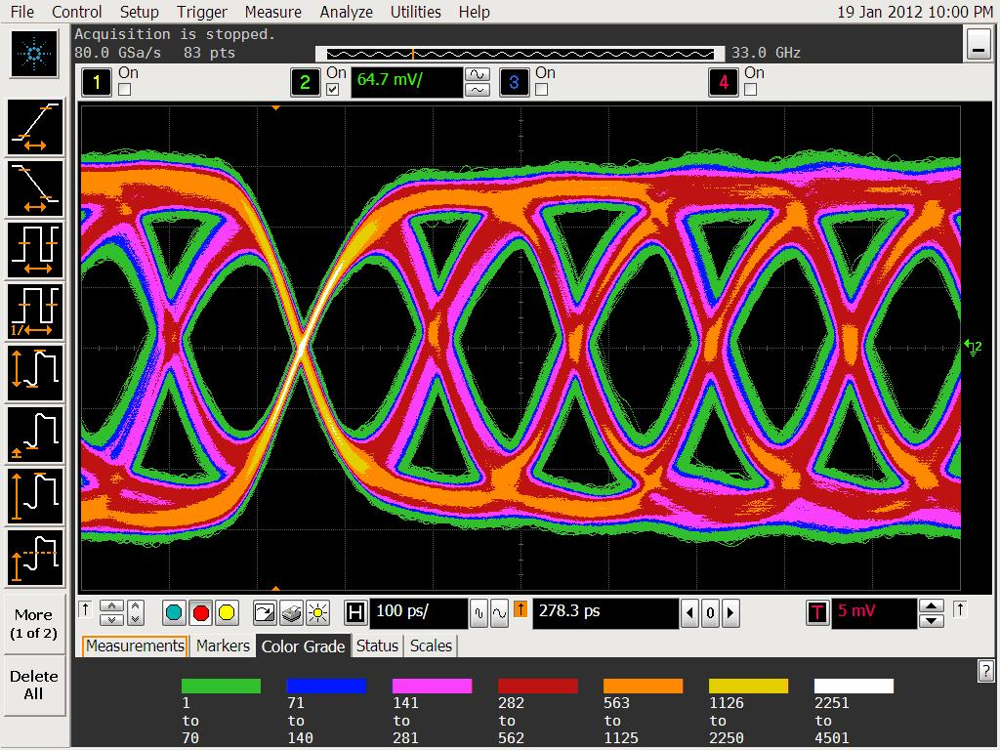 File Control Setup Trigger Measure Analyze Utilities Help 19 Jan 2012 10:00 PM
Acquisition is stopped.
80.0 GSa/s 83 pts 33.0 GHz
1 On 2 On 64.7 mV/ 3 On 4 On
1/
2
More
(1 of 2)
Delete
All
H 100 ps/ 278.3 ps 0 T 5 mV
Measurements Markers Color Grade Status Scales
?
1 71 141 282 563 1126 2251
to to to to to to to
70 140 281 562 1125 2250 4501